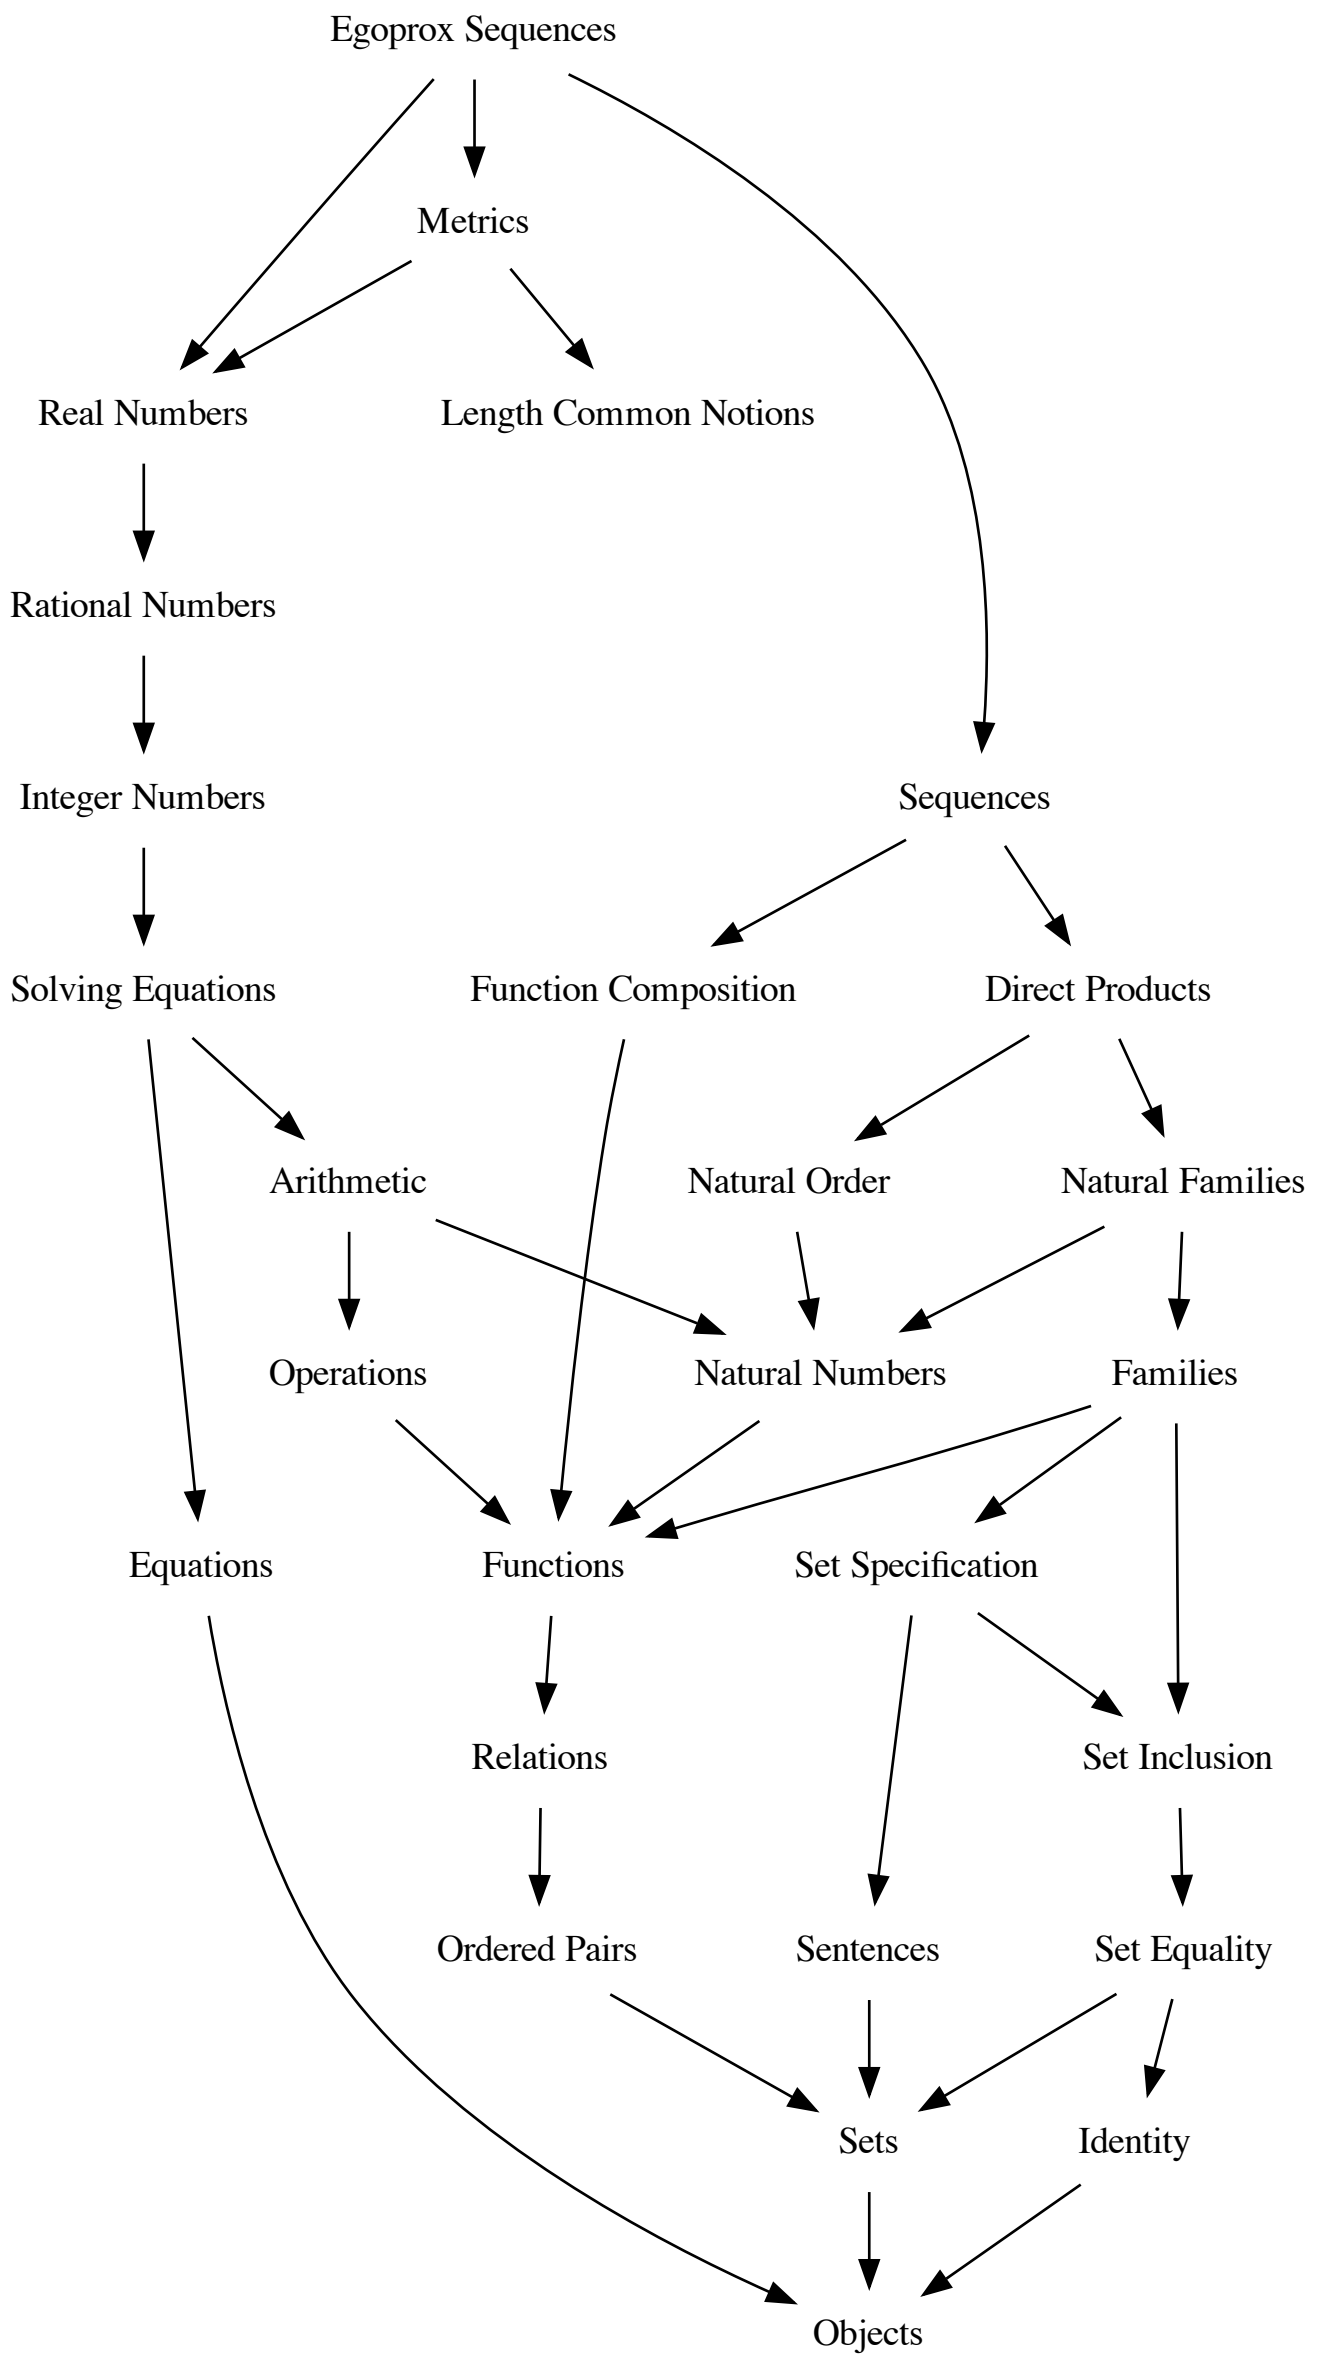 Egoprox Sequences
Metrics
Real Numbers
Length Common Notions
Rational Numbers
Integer Numbers
Sequences
Solving Equations
Function Composition
Direct Products
Arithmetic
Natural Order
Natural Families
Operations
Natural Numbers
Families
Equations
Functions
Set Specification
Relations
Set Inclusion
Ordered Pairs
Sentences
Set Equality
Sets
Identity
Objects